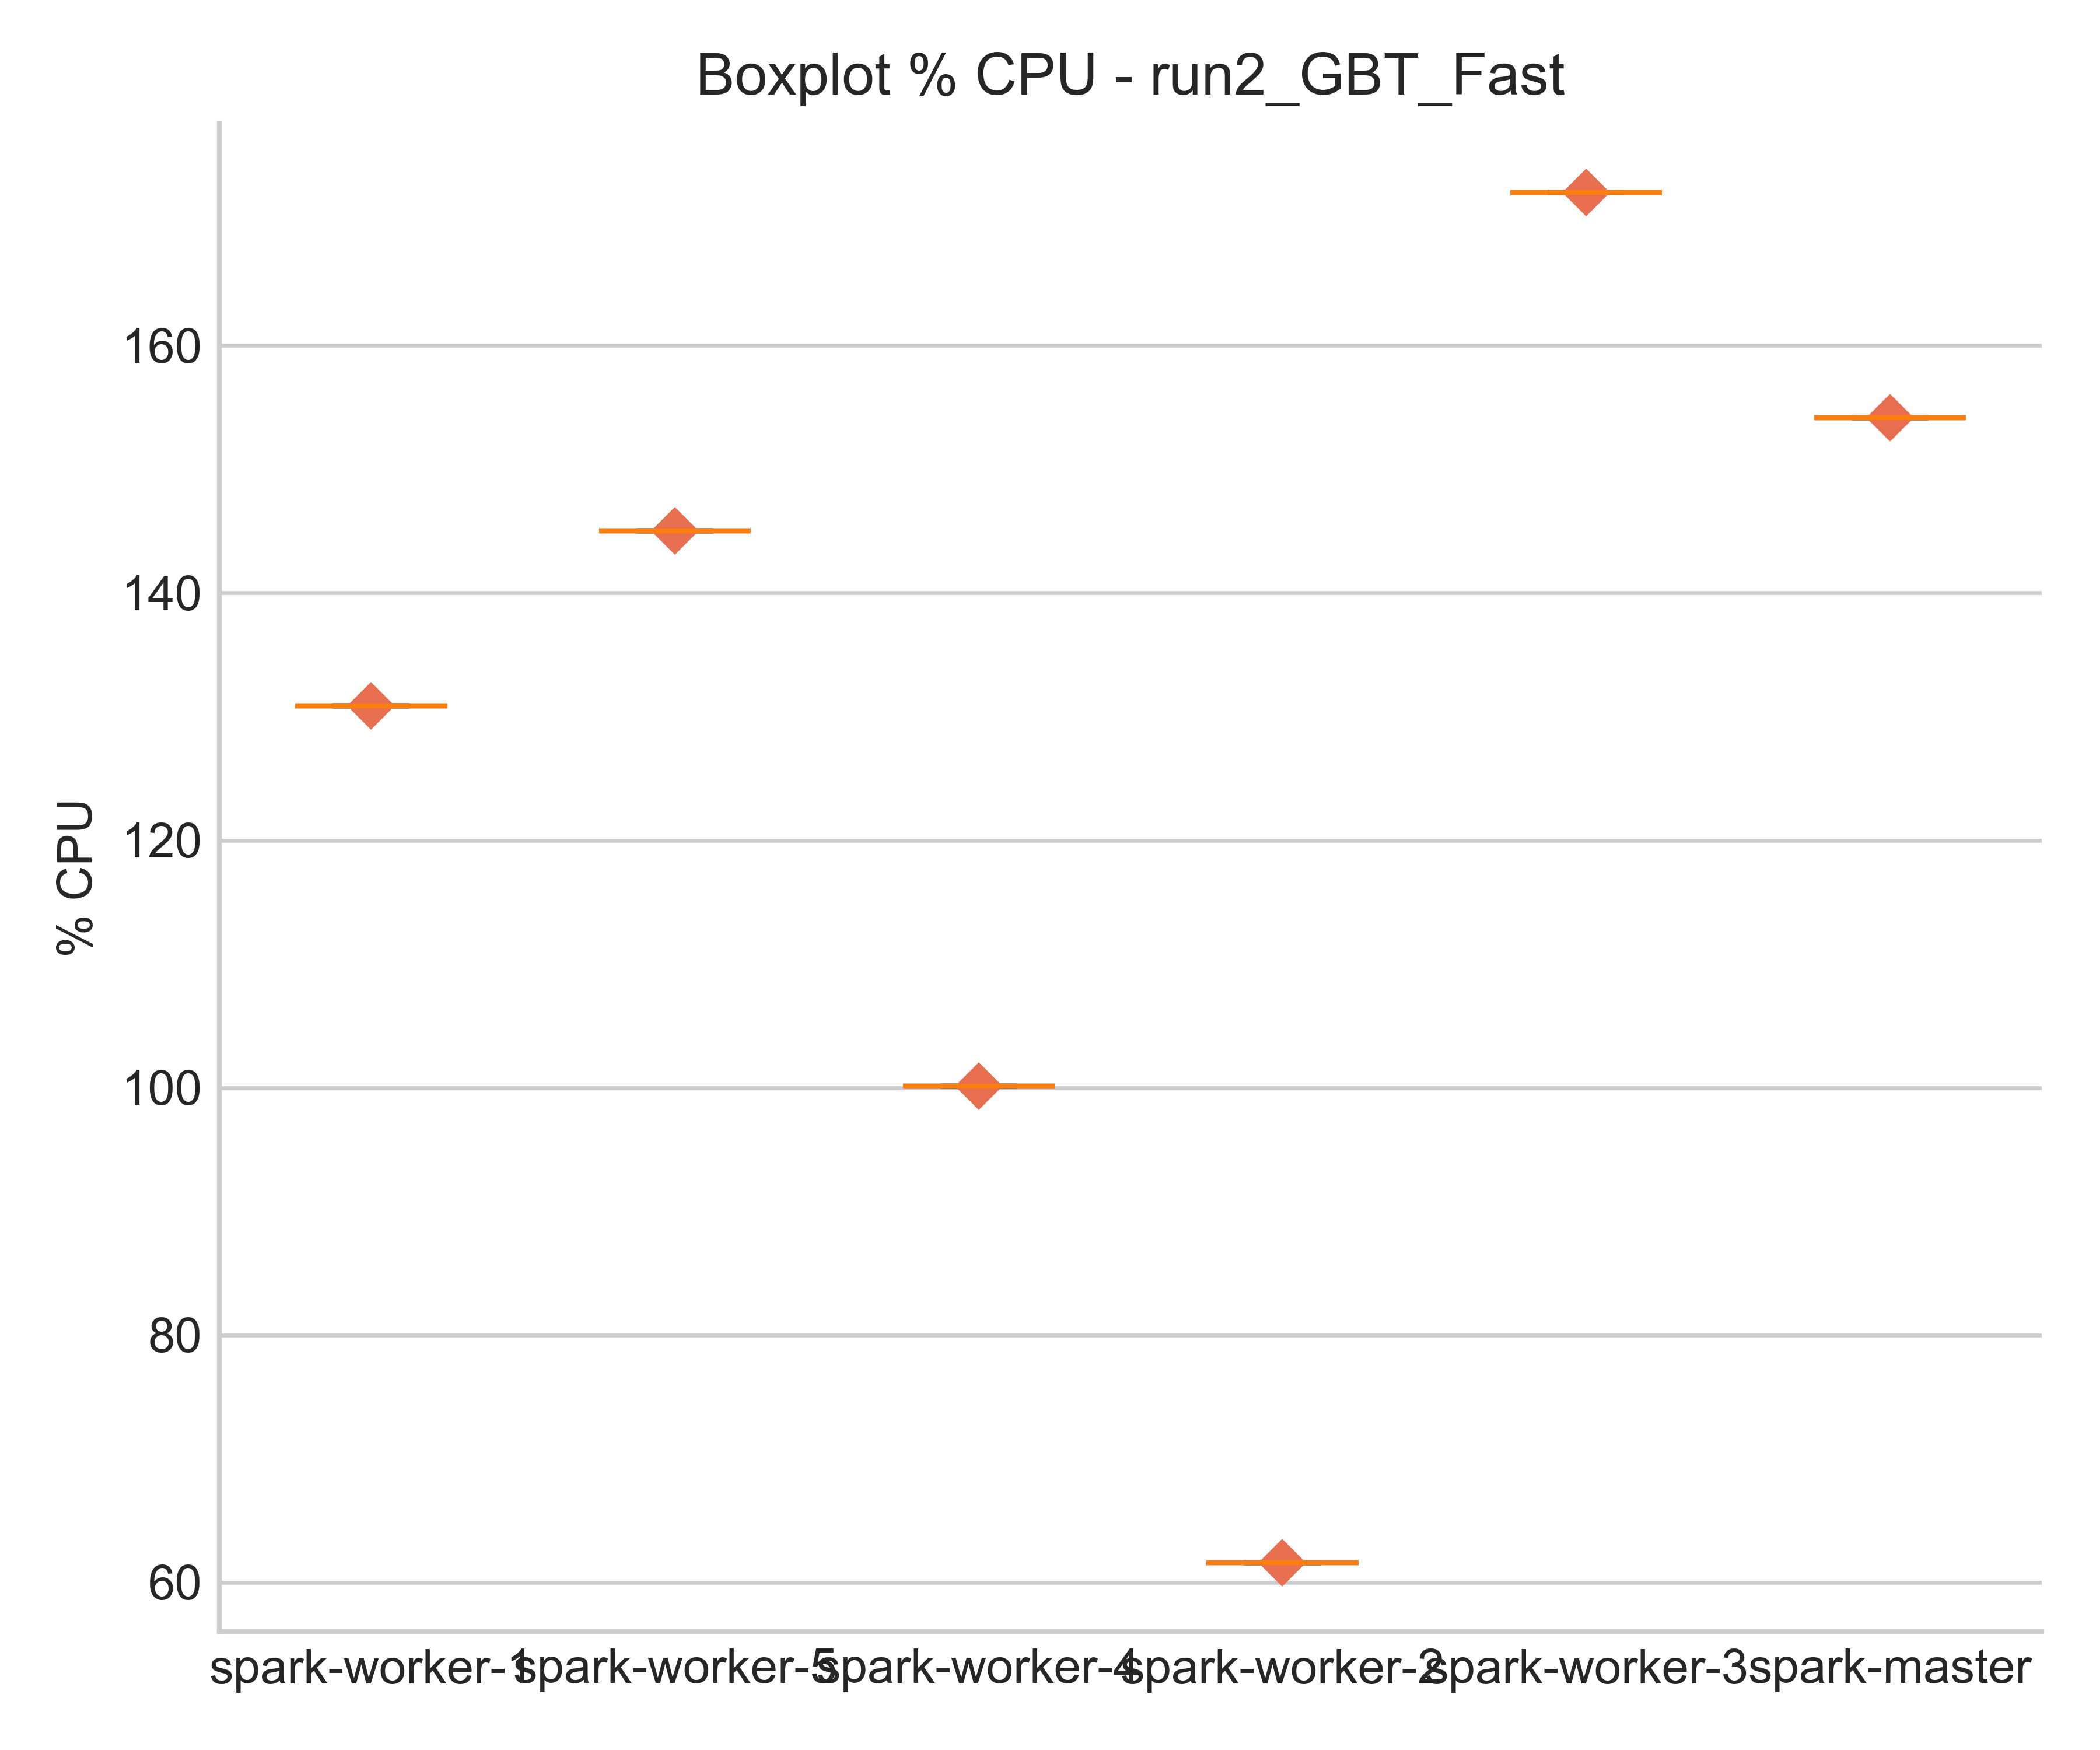 Boxplot % CPU - run2_GBT_Fast
% CPU
160
140
120
100
80
60
spark-worker-1 spark-worker-5 spark-worker-4 spark-worker-2 spark-worker-3 spark-master